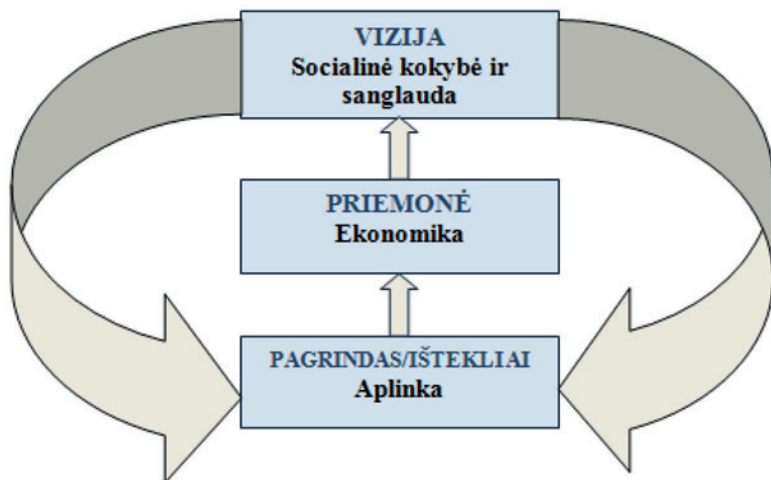 VIZIJA
Socialinė kokybė ir
sanglauda
PRIEMONĖ
Ekonomika
PAGRINDAS/IŠTEKLIAI
Aplinka